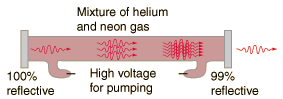 Mixture of helium
and neon gas
100%
reflective
High voltage
for pumping
99%
reflective